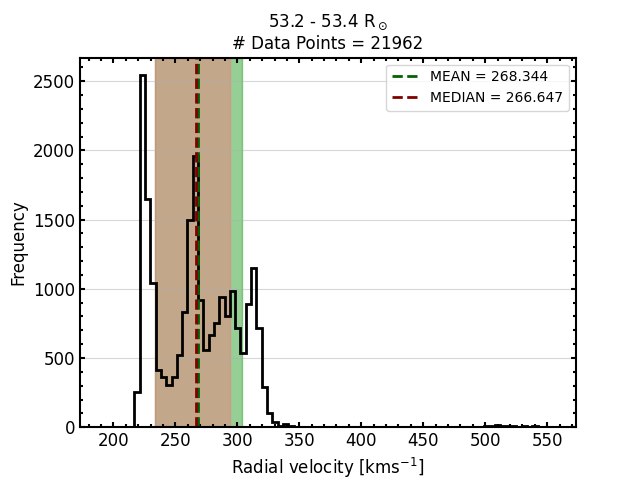 53.2 - 53.4 R⊙
# Data Points = 21962
MEAN = 268.344
MEDIAN = 266.647
2500
2000
1500
1000
500
0
Frequency
200 250 300 350 400 450 500 550
Radial velocity [kms⁻¹]